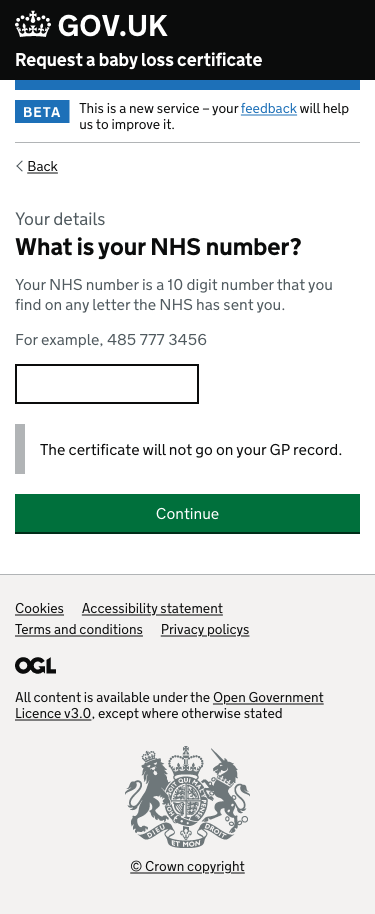 GOV.UK
Request a baby loss certificate
BETA
This is a new service – your feedback will help
us to improve it.
Back
Your details
What is your NHS number?
Your NHS number is a 10 digit number that you
find on any letter the NHS has sent you.
For example, 485 777 3456
The certificate will not go on your GP record.
Continue
Cookies Accessibility statement
Terms and conditions Privacy policys
OGL
All content is available under the Open Government
Licence v3.0, except where otherwise stated
DIEU ET MON DROIT
© Crown copyright